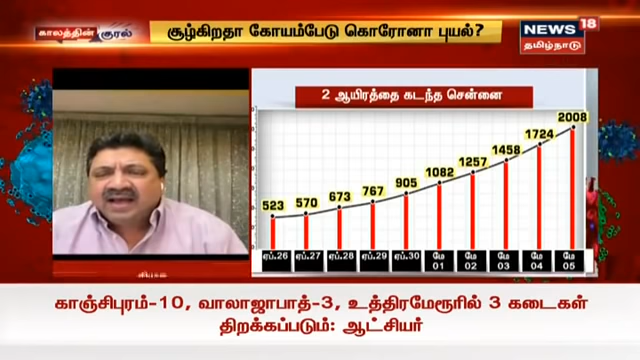 காலத்தின் குரல்
சூழ்கிறதா கோயம்பேடு கொரோனா புயல்?
NEWS 18
தமிழ்நாடு
2 ஆயிரத்தை கடந்த சென்னை
523 570 673 767 905 1082 1257 1458 1724 2008
ஏப்.26 ஏப்.27 ஏப்.28 ஏப்.29 ஏப்.30 மே 01 மே 02 மே 03 மே 04 மே 05
காஞ்சிபுரம்-10, வாலாஜாபாத்-3, உத்திரமேரூரில் 3 கடைகள்
திறக்கப்படும்: ஆட்சியர்